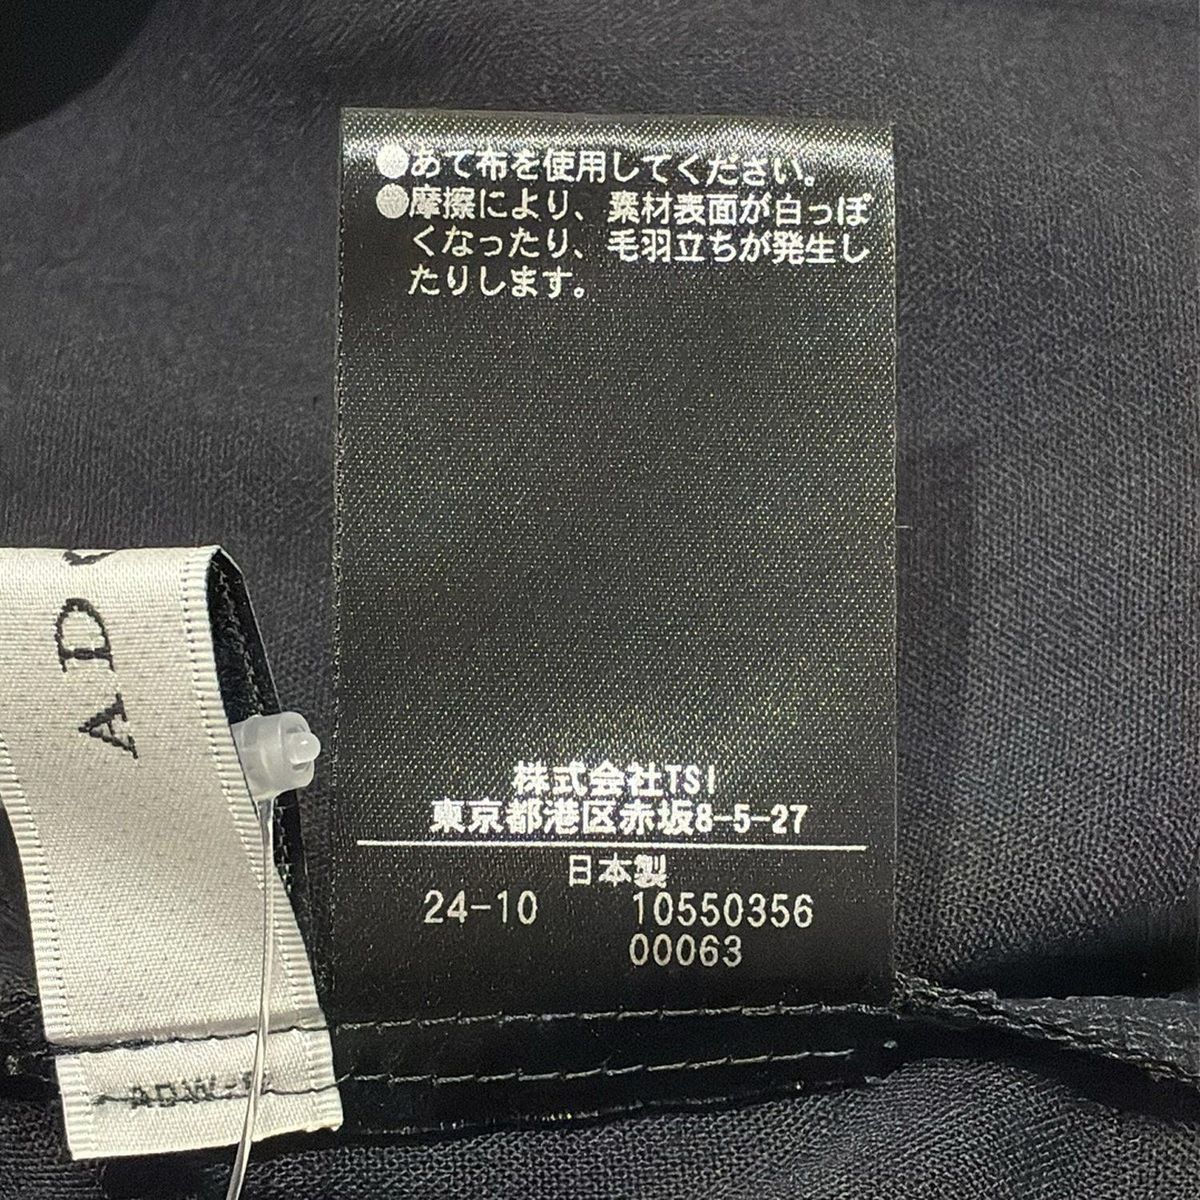 ●あて布を使用してください。
●摩擦により、素材表面が白っぽ
くなったり、毛羽立ちが発生し
たりします。
株式会社TSI
東京都港区赤坂8-5-27
日本製
24-10 10550356
00063
AD